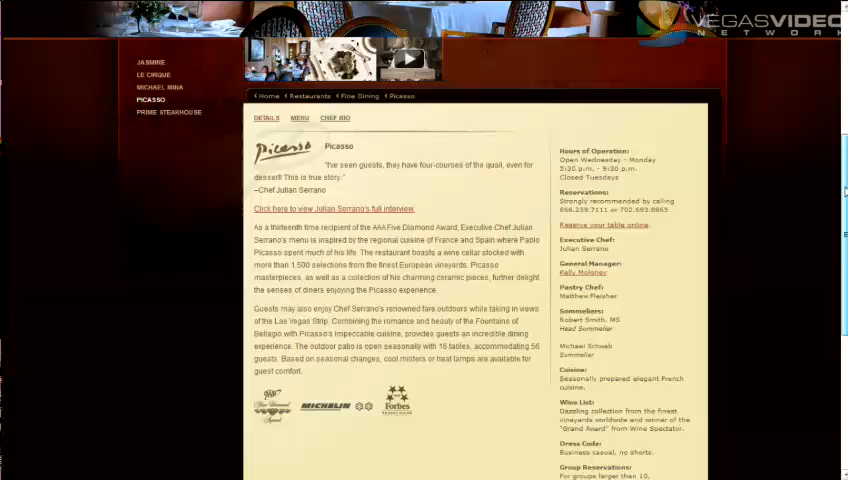 VEGASVIDEO
NETWORK
JASMINE
LE CIRQUE
MICHAEL MINA
PICASSO
PRIME STEAKHOUSE
Home Restaurants Fine Dining Picasso
DETAILS MENU CHEF BIO
Picasso
Picasso
"I've seen guests, they have four-courses of the quail, even for
dessert! This is true story."
–Chef Julian Serrano
Click here to view Julian Serrano's full interview.
As a thirteenth time recipient of the AAA Five Diamond Award, Executive Chef Julian
Serrano's menu is inspired by the regional cuisine of France and Spain where Pablo
Picasso spent much of his life. The restaurant boasts a wine cellar stocked with
more than 1,500 selections from the finest European vineyards. Picasso
masterpieces, as well as a collection of his charming ceramic pieces, further delight
the senses of diners enjoying the Picasso experience.
Guests may also enjoy Chef Serrano's renowned fare outdoors while taking in views
of the Las Vegas Strip. Combining the romance and beauty of the Fountains of
Bellagio with Picasso's impeccable cuisine, provides guests an incredible dining
experience. The outdoor patio is open seasonally with 16 tables, accommodating 56
guests. Based on seasonal changes, cool misters or heat lamps are available for
guest comfort.
Five Diamond
Award
MICHELIN
Forbes
Hours of Operation:
Open Wednesday - Monday
5:30 p.m. - 9:30 p.m.
Closed Tuesdays
Reservations:
Strongly recommended by calling
866.259.7111 or 702.693.8865
Reserve your table online.
Executive Chef:
Julian Serrano
General Manager:
Kelly Moloney
Pastry Chef:
Matthew Fleisher
Sommeliers:
Robert Smith, MS
Head Sommelier
Michael Schwab
Sommelier
Cuisine:
Seasonally prepared elegant French
cuisine.
Wine List:
Dazzling collection from the finest
vineyards worldwide and winner of the
"Grand Award" from Wine Spectator.
Dress Code:
Business casual, no shorts.
Group Reservations:
For groups larger than 10,